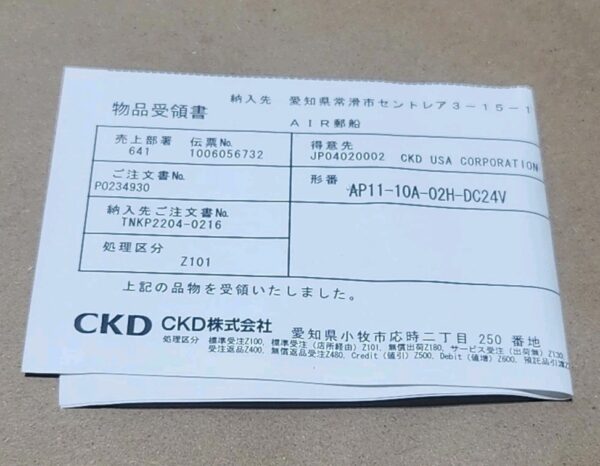 物品受領書
納入先 愛知県常滑市セントレア3-15-1
AIR郵船
売上部署 伝票No.
641 1006056732
得意先
JP04020002 CKD USA CORPORATION
ご注文書No.
P0234930
形番
AP11-10A-02H-DC24V
納入先ご注文書No.
TNKP2204-0216
処理区分
Z101
上記の品物を受領いたしました。
CKD CKD株式会社 愛知県小牧市応時二丁目 250 番地
処理区分 標準受注Z100, 標準受注(店所経由)Z101, 無償出荷Z180, サービス受注(出荷無)Z130,
受注返品Z400, 無償返品受注Z480, Credit(値引)Z500, Debit(値増)Z600, 預託品引渡Z